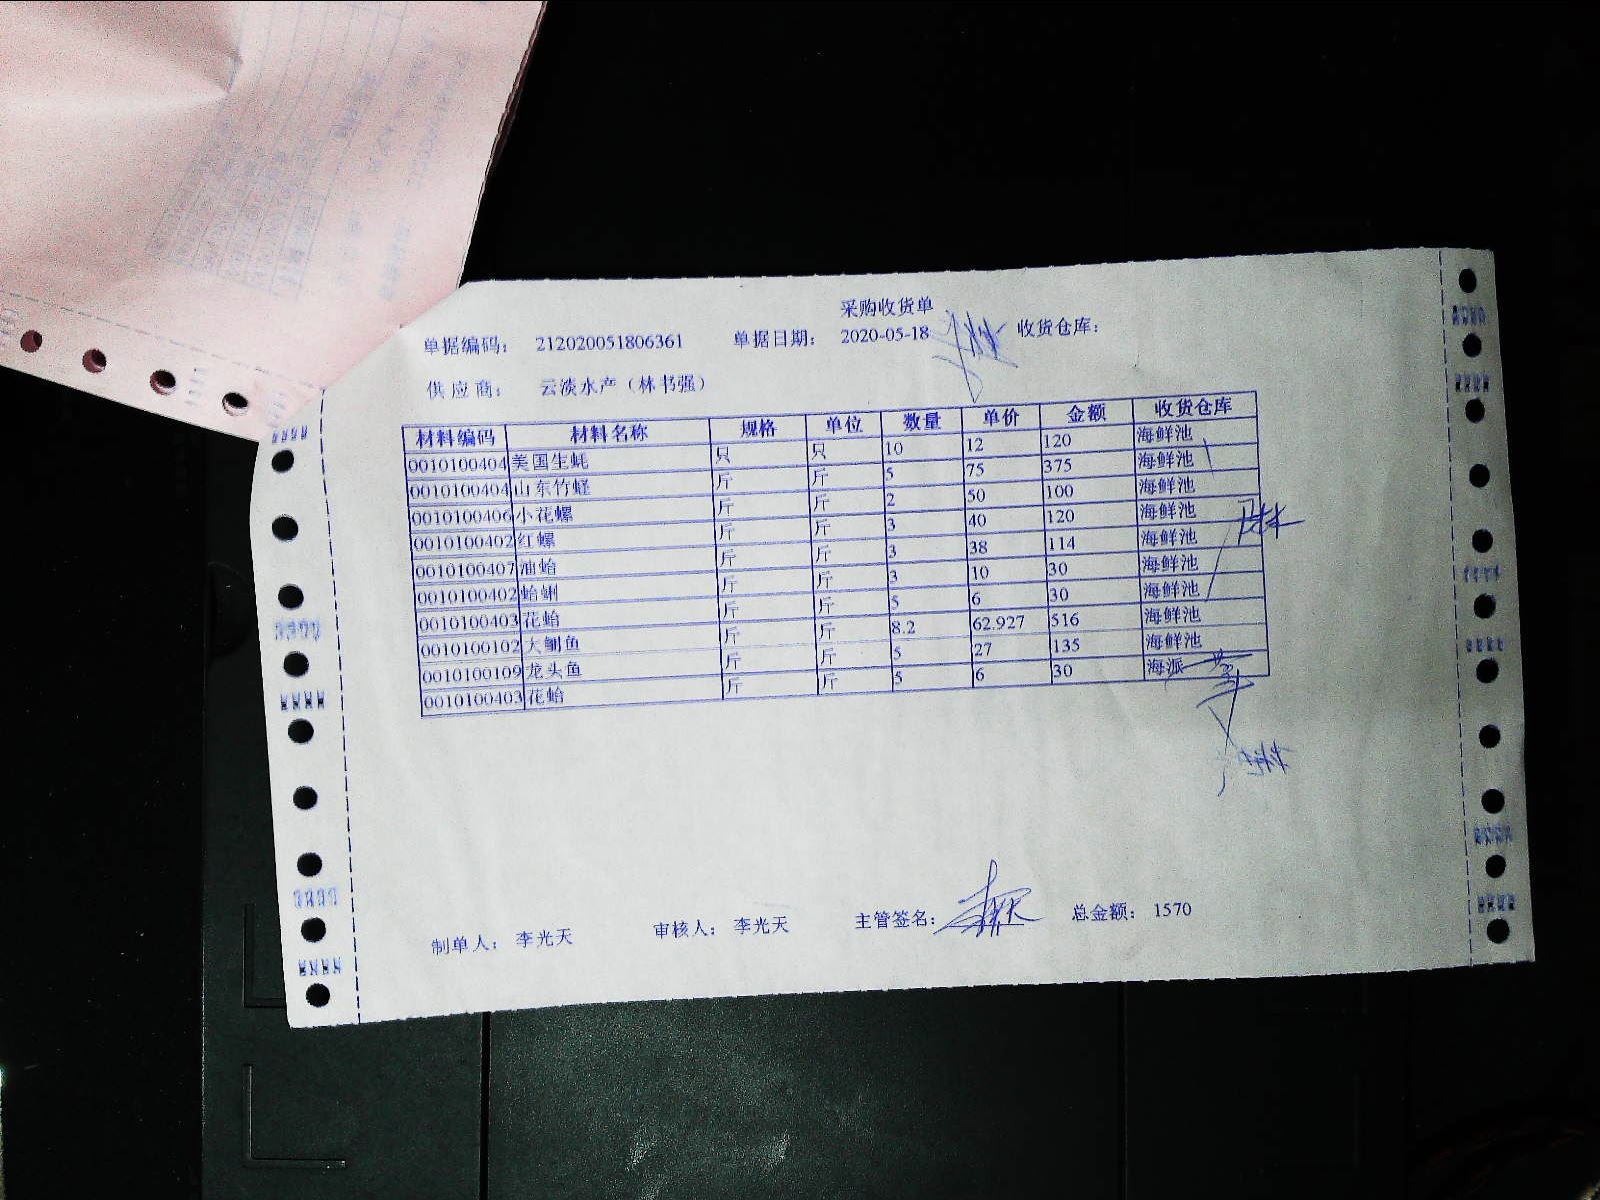 采购收货单
单据编码： 212020051806361 单据日期： 2020-05-18 收货仓库：
供应商： 云淡水产（林书强）
材料编码 材料名称 规格 单位 数量 单价 金额 收货仓库
0010100404 美国生蚝 只 只 10 12 120 海鲜池
0010100404 山东竹蛏 斤 斤 5 75 375 海鲜池
0010100406 小花螺 斤 斤 2 50 100 海鲜池
0010100402 红螺 斤 斤 3 40 120 海鲜池
0010100407 油蛤 斤 斤 3 38 114 海鲜池
0010100402 蛤蜊 斤 斤 3 10 30 海鲜池
0010100403 花蛤 斤 斤 5 6 30 海鲜池
0010100102 大鲷鱼 斤 斤 8.2 62.927 516 海鲜池
0010100109 龙头鱼 斤 斤 5 27 135 海鲜池
0010100403 花蛤 斤 斤 5 6 30 海派
制单人： 李光天 审核人： 李光天 主管签名： 总金额： 1570